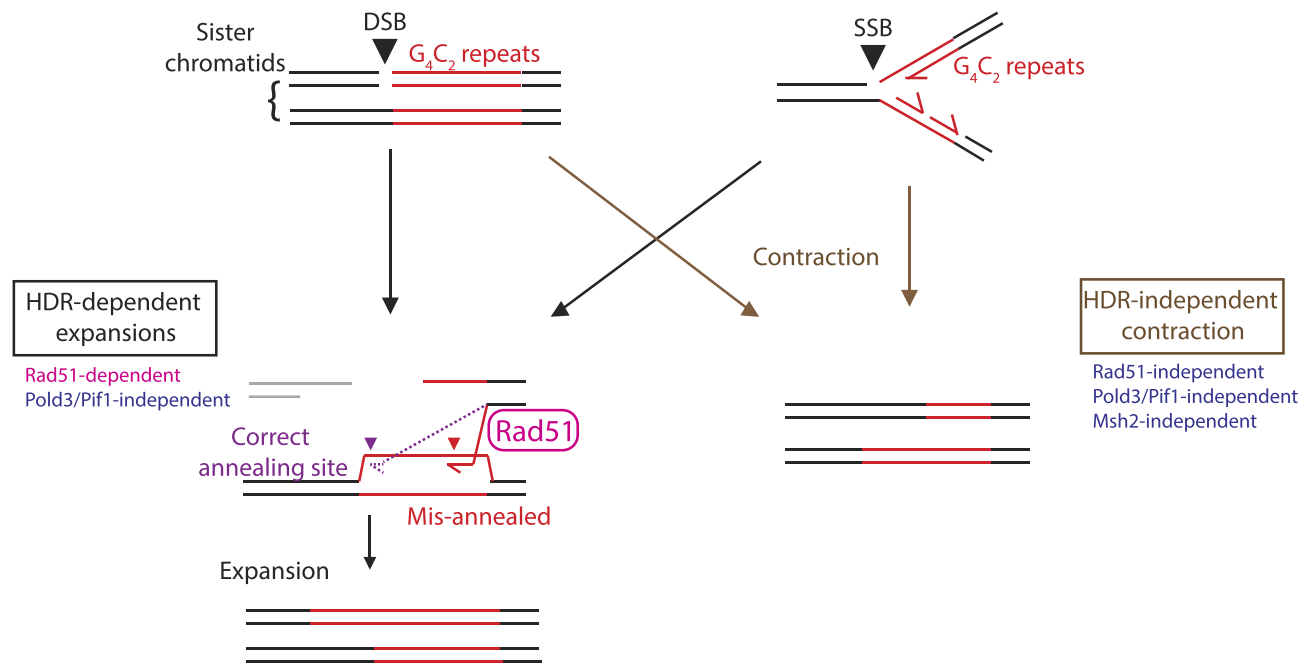 Sister
chromatids
{
DSB
G₄C₂ repeats
SSB
G₄C₂ repeats
Contraction
HDR-dependent
expansions
Rad51-dependent
Pold3/Pif1-independent
HDR-independent
contraction
Rad51-independent
Pold3/Pif1-independent
Msh2-independent
Correct
annealing site
Rad51
Mis-annealed
Expansion